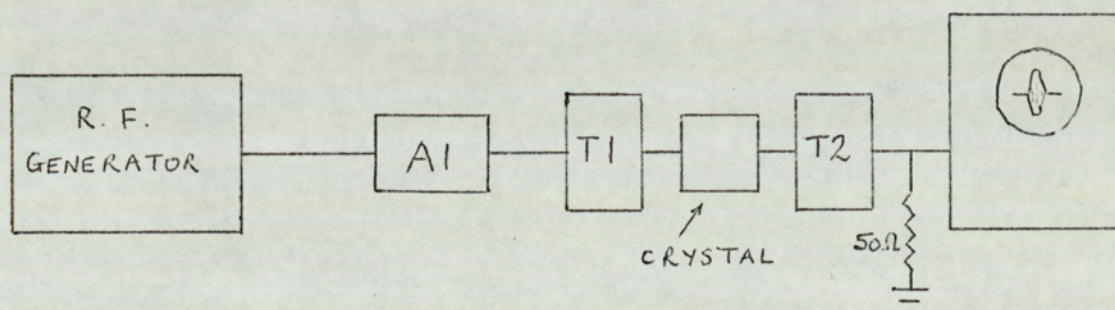 R. F.
GENERATOR
A1
T1
T2
CRYSTAL
50Ω